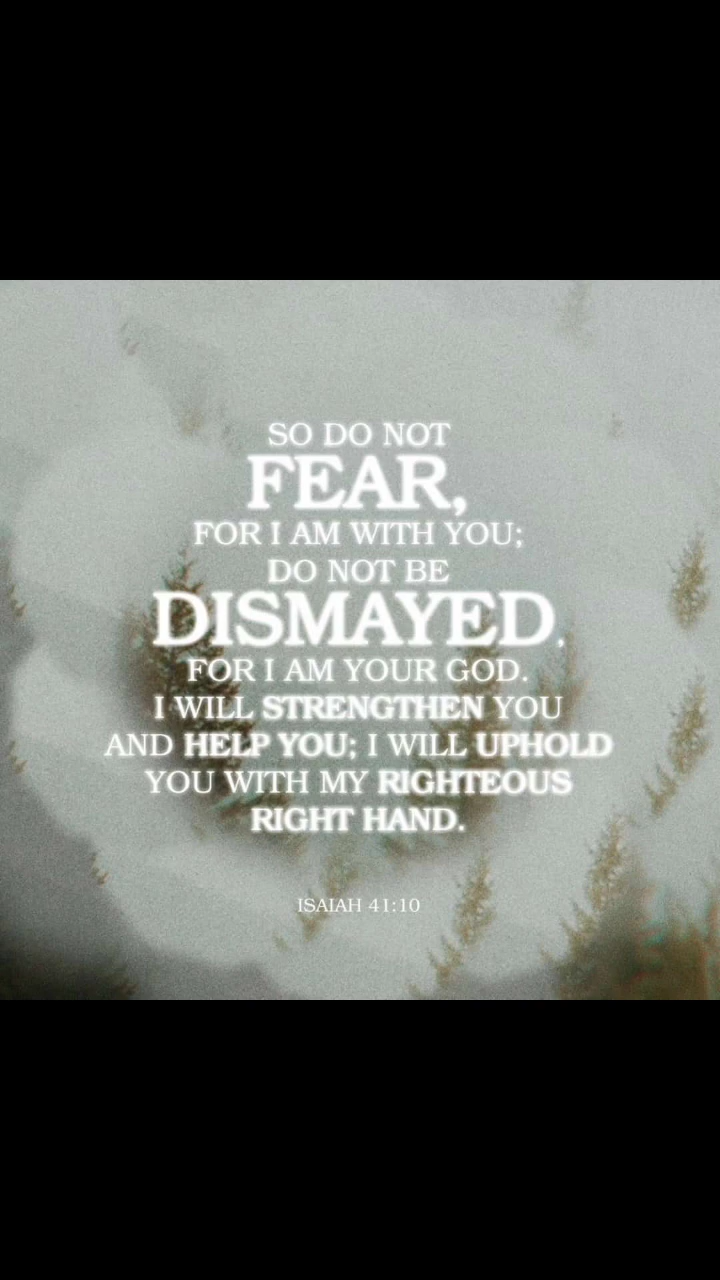 SO DO NOT
FEAR,
FOR I AM WITH YOU;
DO NOT BE
DISMAYED,
FOR I AM YOUR GOD.
I WILL STRENGTHEN YOU
AND HELP YOU; I WILL UPHOLD
YOU WITH MY RIGHTEOUS
RIGHT HAND.
ISAIAH 41:10